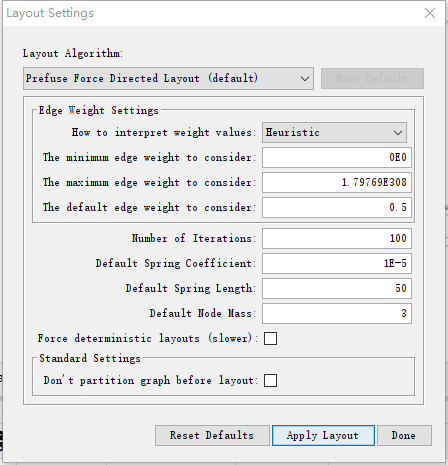 Layout Settings
Layout Algorithm:
Prefuse Force Directed Layout (default)
Make Default
Edge Weight Settings
How to interpret weight values: Heuristic
The minimum edge weight to consider: 0E0
The maximum edge weight to consider: 1.79769E308
The default edge weight to consider: 0.5
Number of Iterations: 100
Default Spring Coefficient: 1E-5
Default Spring Length: 50
Default Node Mass: 3
Force deterministic layouts (slower):
Standard Settings
Don't partition graph before layout:
Reset Defaults Apply Layout Done